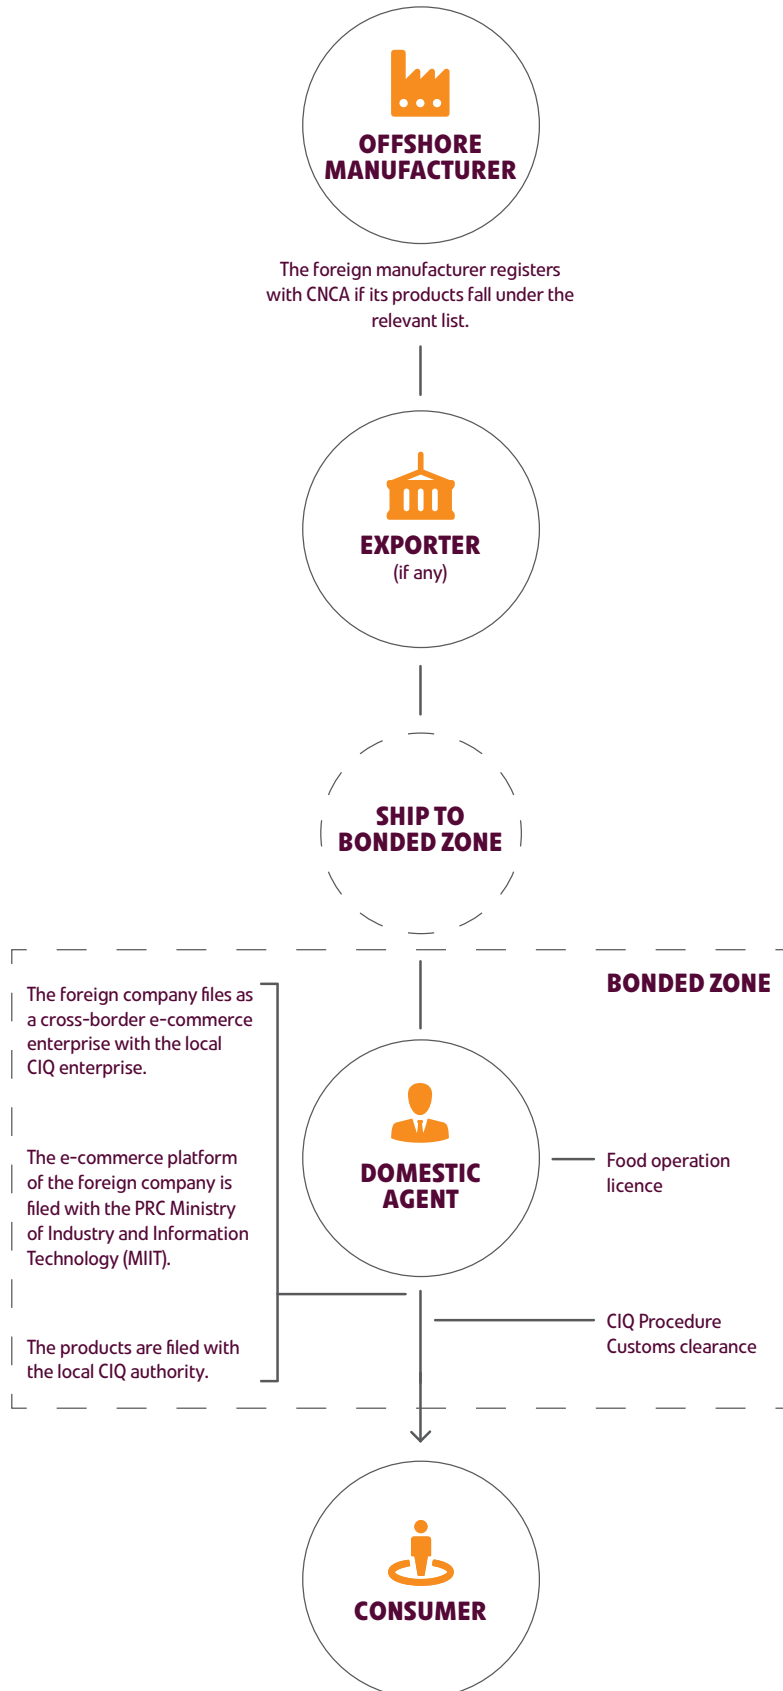 OFFSHORE
MANUFACTURER
The foreign manufacturer registers
with CNCA if its products fall under the
relevant list.
EXPORTER
(if any)
SHIP TO
BONDED ZONE
BONDED ZONE
The foreign company files as
a cross-border e-commerce
enterprise with the local
CIQ enterprise.
The e-commerce platform
of the foreign company is
filed with the PRC Ministry
of Industry and Information
Technology (MIIT).
The products are filed with
the local CIQ authority.
DOMESTIC
AGENT
Food operation
licence
CIQ Procedure
Customs clearance
CONSUMER